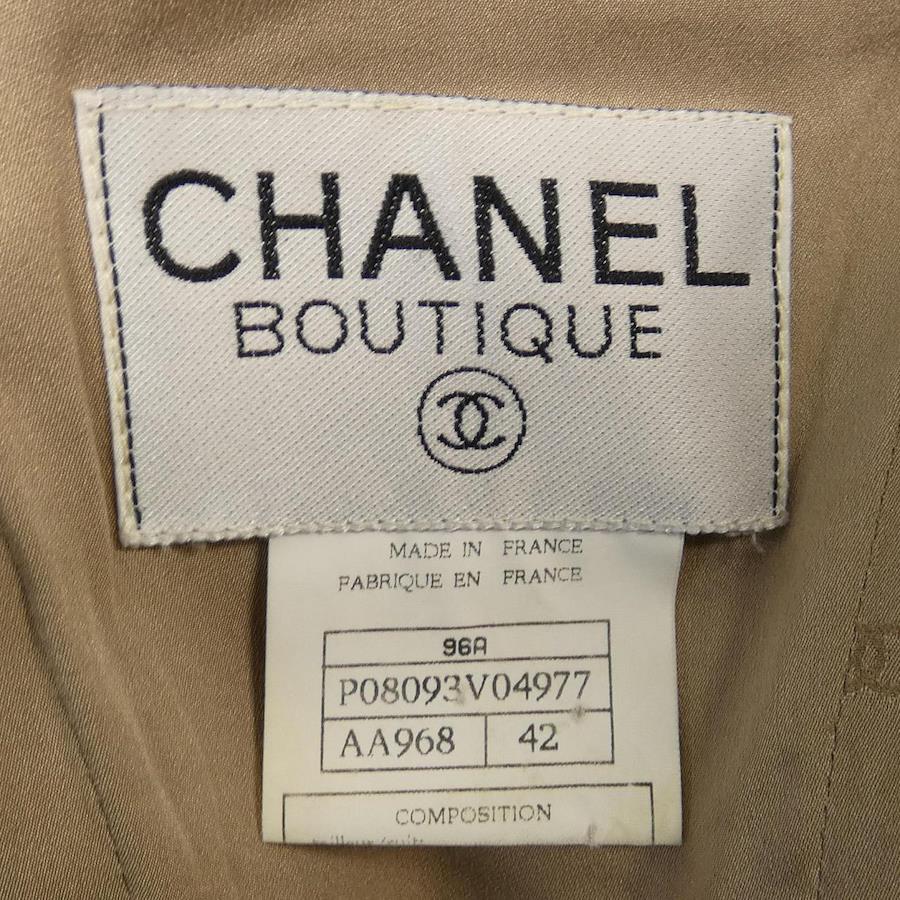 CHANEL
BOUTIQUE
MADE IN FRANCE
FABRIQUE EN FRANCE
96A
P08093V04977
AA968 42
COMPOSITION